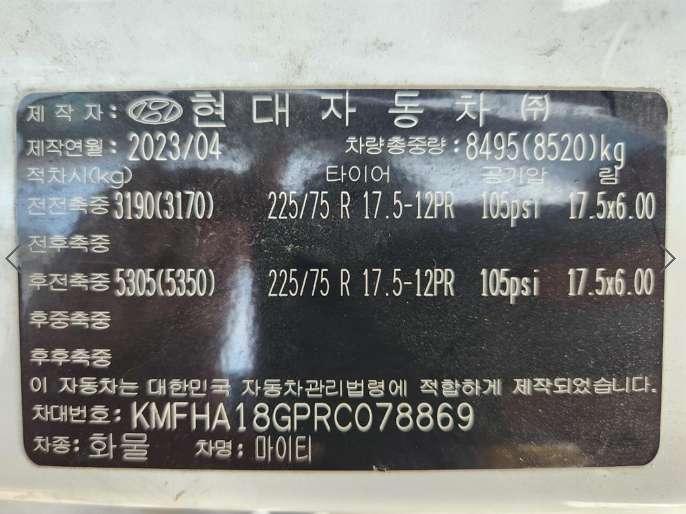 제작자: 현대자동차 ㈜
제작연월: 2023/04 차량총중량: 8495(8520)kg
적차시(kg) 타이어 공기압 림
전전축중 3190(3170) 225/75 R 17.5-12PR 105psi 17.5x6.00
전후축중
후전축중 5305(5350) 225/75 R 17.5-12PR 105psi 17.5x6.00
후중축중
후후축중
이 자동차는 대한민국 자동차관리법령에 적합하게 제작되었습니다.
차대번호: KMFHA18GPRC078869
차종: 화물 차명: 마이티